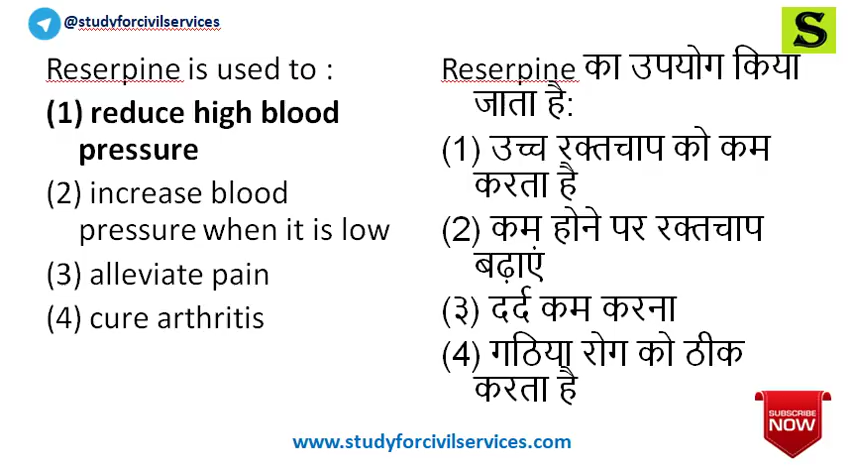 @studyforcivilservices
S
Reserpine is used to :
(1) reduce high blood
pressure
(2) increase blood
pressure when it is low
(3) alleviate pain
(4) cure arthritis
Reserpine का उपयोग किया
जाता है:
(1) उच्च रक्तचाप को कम
करता है
(2) कम होने पर रक्तचाप
बढ़ाएं
(३) दर्द कम करना
(4) गठिया रोग को ठीक
करता है
SUBSCRIBE
NOW
www.studyforcivilservices.com